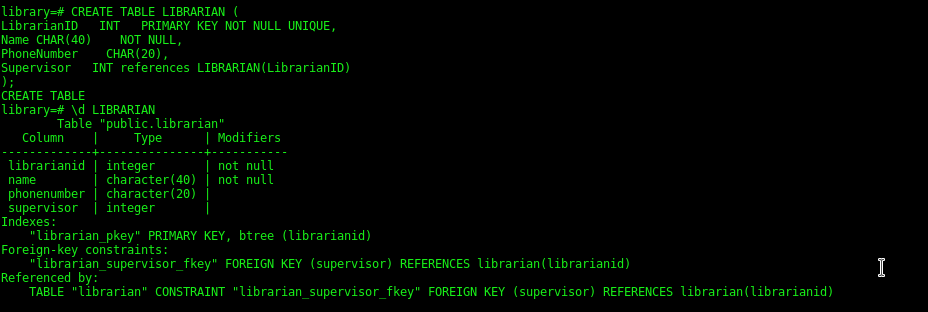 library=# CREATE TABLE LIBRARIAN (
LibrarianID   INT   PRIMARY KEY NOT NULL UNIQUE,
Name CHAR(40)    NOT NULL,
PhoneNumber    CHAR(20),
Supervisor   INT references LIBRARIAN(LibrarianID)
);
CREATE TABLE
library=# \d LIBRARIAN
        Table "public.librarian"
   Column    |     Type      | Modifiers
-------------+---------------+-----------
 librarianid | integer       | not null
 name        | character(40) | not null
 phonenumber | character(20) |
 supervisor  | integer       |
Indexes:
    "librarian_pkey" PRIMARY KEY, btree (librarianid)
Foreign-key constraints:
    "librarian_supervisor_fkey" FOREIGN KEY (supervisor) REFERENCES librarian(librarianid)
Referenced by:
    TABLE "librarian" CONSTRAINT "librarian_supervisor_fkey" FOREIGN KEY (supervisor) REFERENCES librarian(librarianid)